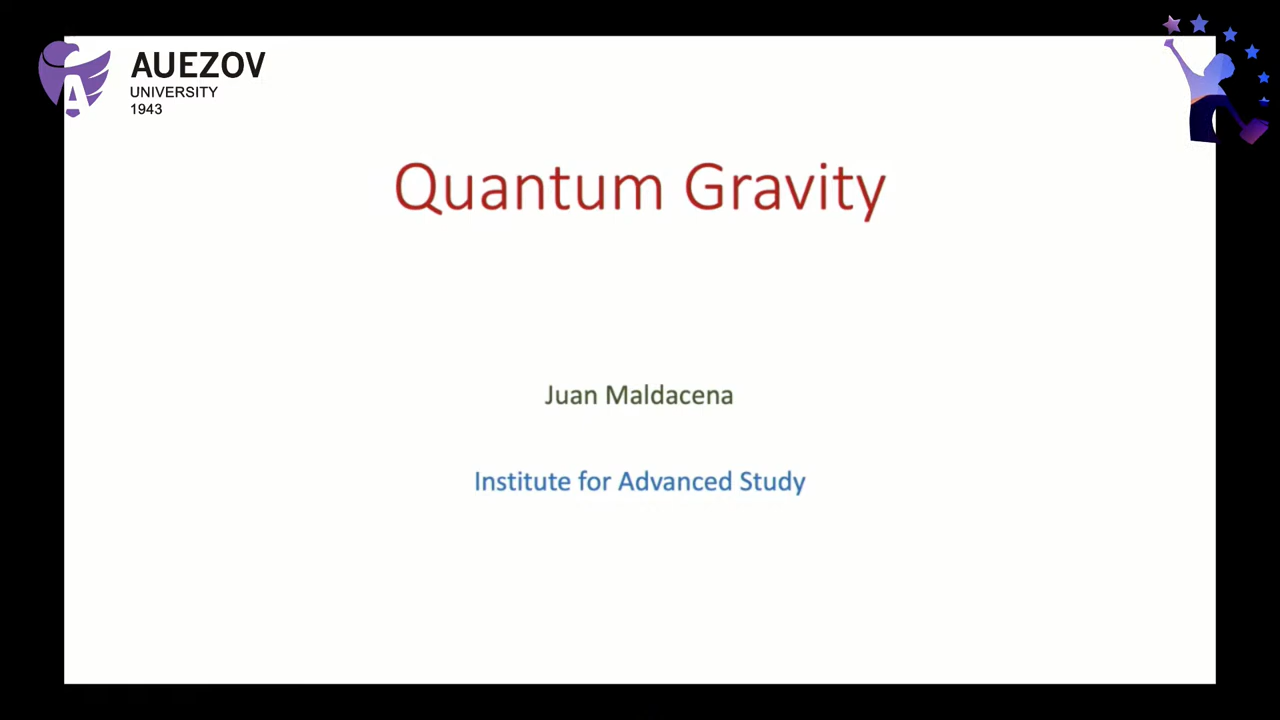 AUEZOV
UNIVERSITY
1943
Quantum Gravity
Juan Maldacena
Institute for Advanced Study